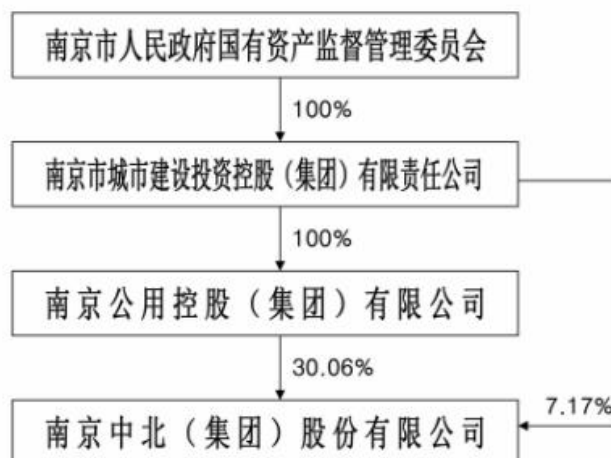 南京市人民政府国有资产监督管理委员会
100%
南京市城市建设投资控股（集团）有限责任公司
100%
南京公用控股（集团）有限公司
30.06%
南京中北（集团）股份有限公司
7.17%